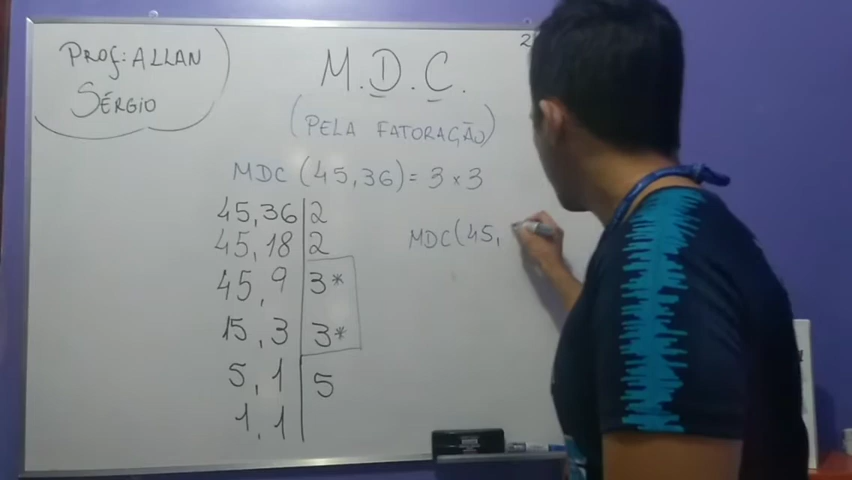 Prof: ALLAN
SÉRGIO
M.D.C.
(PELA FATORAÇÃO)
MDC (45,36) = 3 × 3
45,36 | 2
45,18 | 2
45,9 | 3*
15,3 | 3*
5,1 | 5
1,1
MDC(45,
2